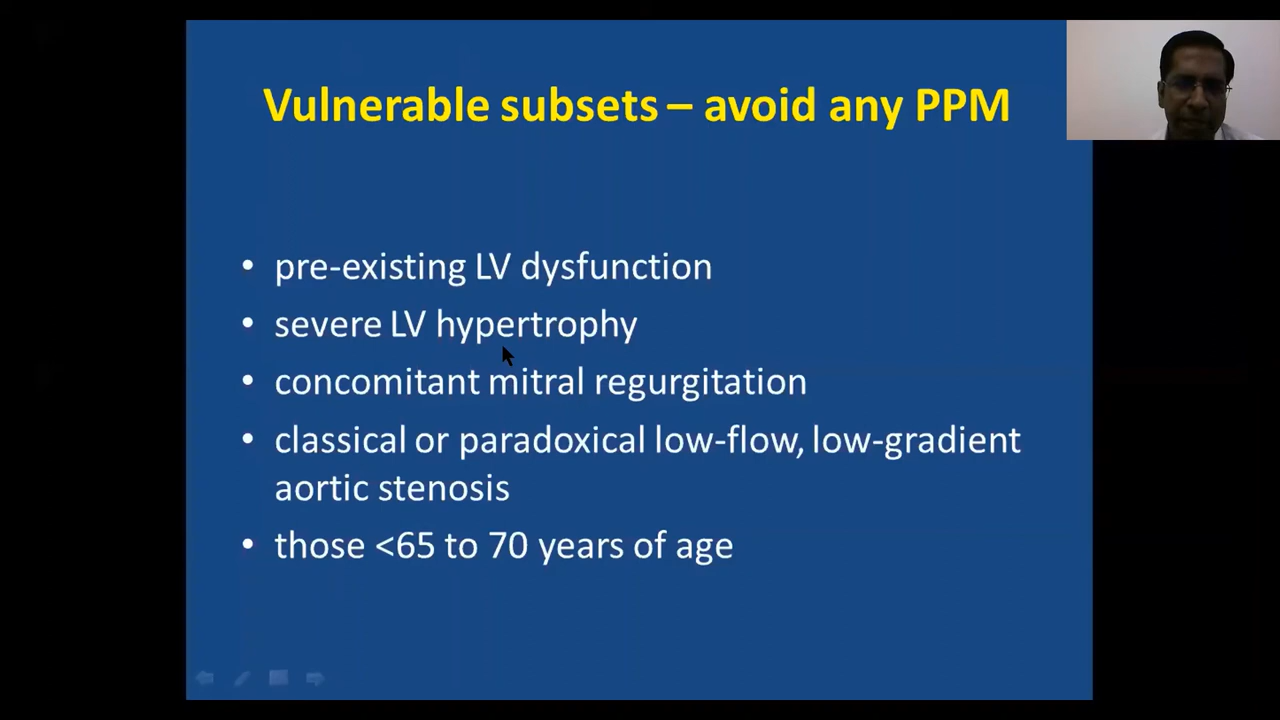 Vulnerable subsets – avoid any PPM
• pre-existing LV dysfunction
• severe LV hypertrophy
• concomitant mitral regurgitation
• classical or paradoxical low-flow, low-gradient
aortic stenosis
• those <65 to 70 years of age